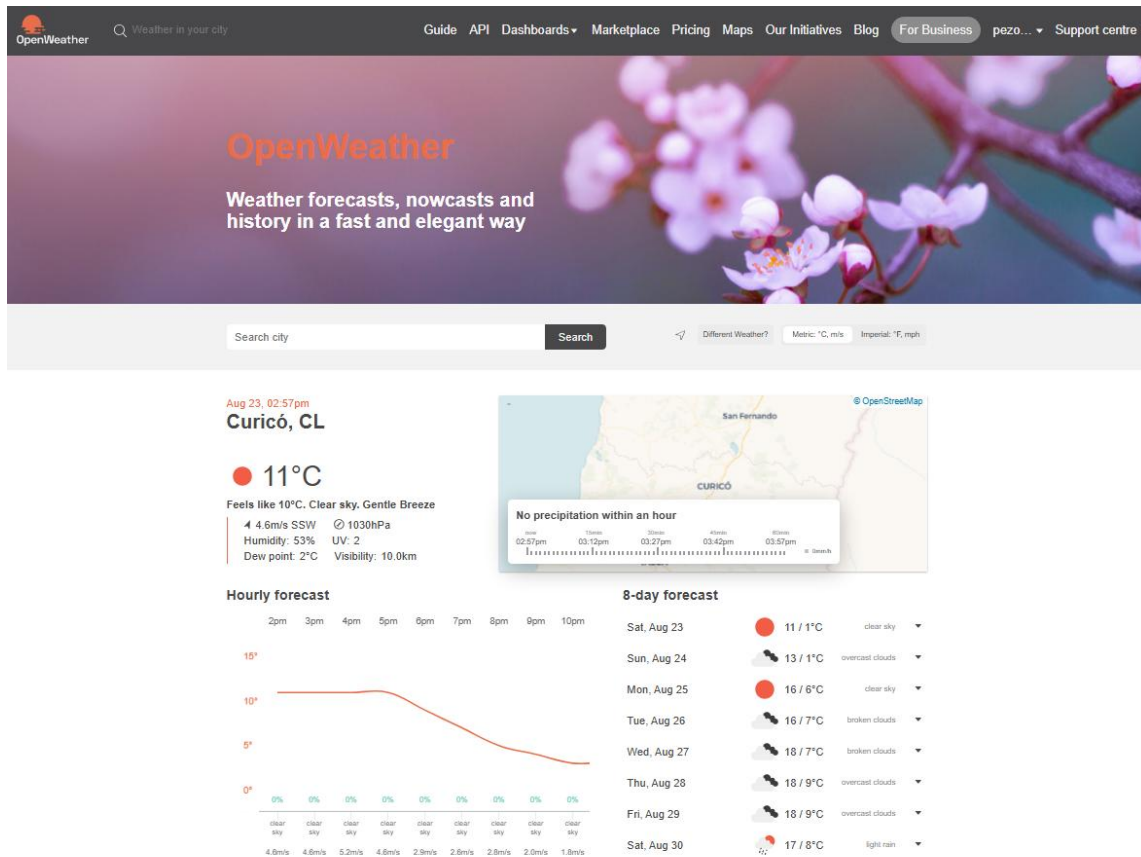 OpenWeather
Weather in your city
Guide API Dashboards Marketplace Pricing Maps Our Initiatives Blog For Business pezo... Support centre
OpenWeather
Weather forecasts, nowcasts and
history in a fast and elegant way
Search city
Search
Different Weather?
Metric: °C, m/s
Imperial: °F, mph
Aug 23, 02:57pm
Curicó, CL
11°C
Feels like 10°C. Clear sky. Gentle Breeze
4.6m/s SSW 1030hPa
Humidity: 53% UV: 2
Dew point: 2°C Visibility: 10.0km
© OpenStreetMap
San Fernando
CURICÓ
No precipitation within an hour
now 15min 30min 45min 60min
02:57pm 03:12pm 03:27pm 03:42pm 03:57pm
0mm/h
Hourly forecast
2pm 3pm 4pm 5pm 6pm 7pm 8pm 9pm 10pm
15°
10°
5°
0°
0% 0% 0% 0% 0% 0% 0% 0% 0%
clear clear clear clear clear clear clear clear clear
sky sky sky sky sky sky sky sky sky
4.6m/s 4.6m/s 5.2m/s 4.6m/s 2.9m/s 2.6m/s 2.8m/s 2.0m/s 1.8m/s
8-day forecast
Sat, Aug 23 11 / 1°C clear sky
Sun, Aug 24 13 / 1°C overcast clouds
Mon, Aug 25 16 / 6°C clear sky
Tue, Aug 26 16 / 7°C broken clouds
Wed, Aug 27 18 / 7°C broken clouds
Thu, Aug 28 18 / 9°C overcast clouds
Fri, Aug 29 18 / 9°C overcast clouds
Sat, Aug 30 17 / 8°C light rain